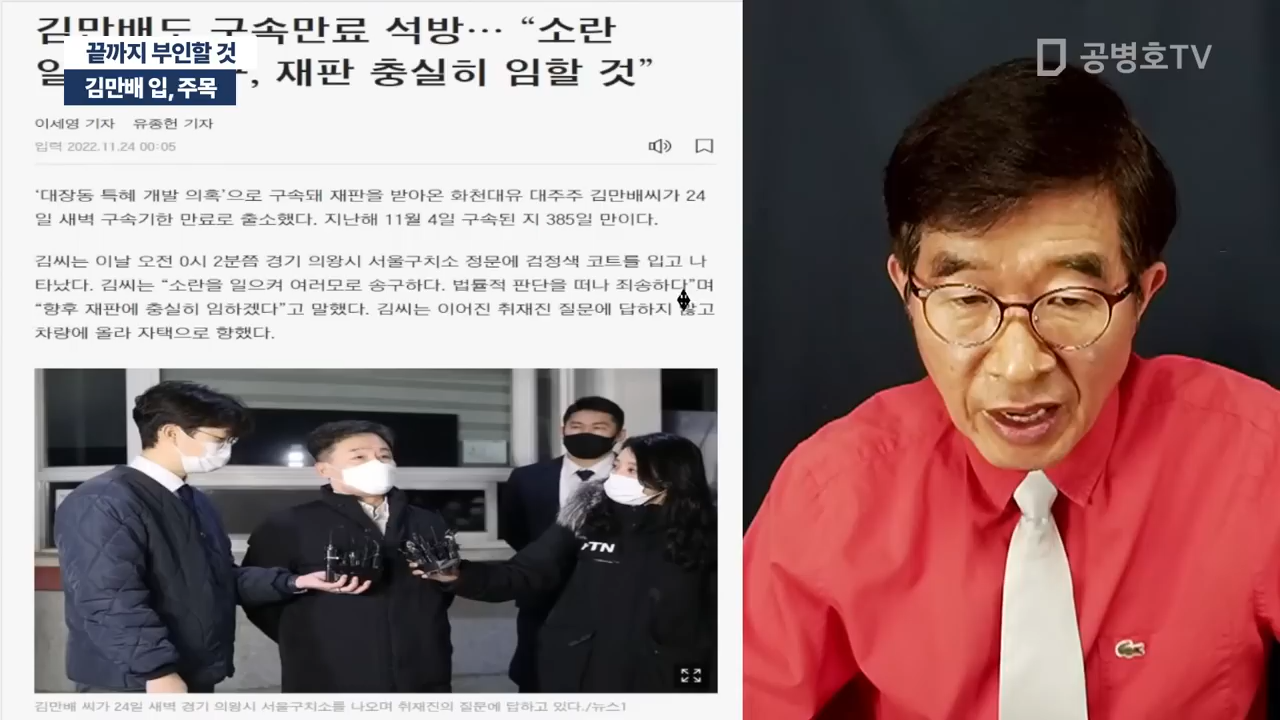 김만배도 구속만료 석방… “소란
끝까지 부인할 것
김만배 입, 주목
, 재판 충실히 임할 것”
공병호TV
이세영 기자 유종헌 기자
입력 2022.11.24 00:05
‘대장동 특혜 개발 의혹’으로 구속돼 재판을 받아온 화천대유 대주주 김만배씨가 24
일 새벽 구속기한 만료로 출소했다. 지난해 11월 4일 구속된 지 385일 만이다.
김씨는 이날 오전 0시 2분쯤 경기 의왕시 서울구치소 정문에 검정색 코트를 입고 나
타났다. 김씨는 “소란을 일으켜 여러모로 송구하다. 법률적 판단을 떠나 죄송하다”며
“향후 재판에 충실히 임하겠다”고 말했다. 김씨는 이어진 취재진 질문에 답하지 않고
차량에 올라 자택으로 향했다.
YTN
김만배 씨가 24일 새벽 경기 의왕시 서울구치소를 나오며 취재진의 질문에 답하고 있다./뉴스1